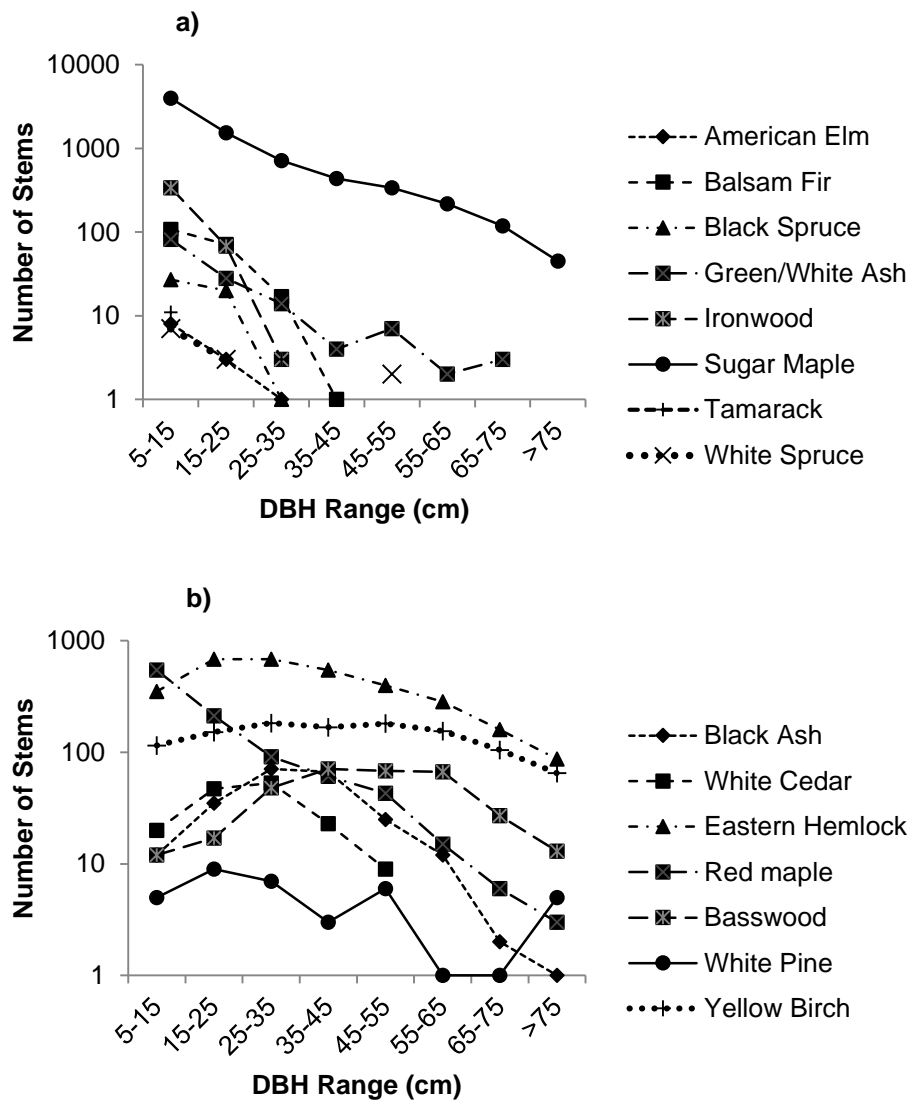 a)
10000
1000
100
10
1
Number of Stems
5-15
15-25
25-35
35-45
45-55
55-65
65-75
>75
DBH Range (cm)
American Elm
Balsam Fir
Black Spruce
Green/White Ash
Ironwood
Sugar Maple
Tamarack
White Spruce
b)
1000
100
10
1
Number of Stems
5-15
15-25
25-35
35-45
45-55
55-65
65-75
>75
DBH Range (cm)
Black Ash
White Cedar
Eastern Hemlock
Red maple
Basswood
White Pine
Yellow Birch